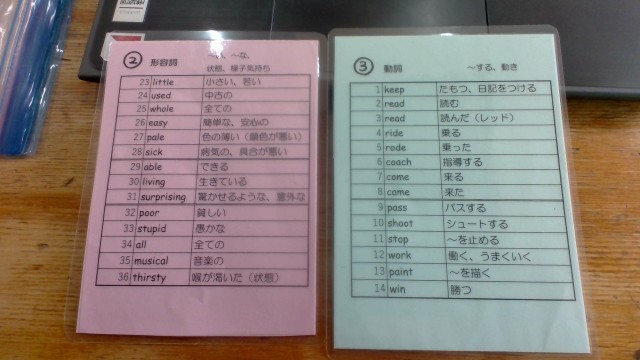 ② 形容詞
～い、～な、
状態、様子気持ち
23 little 小さい、若い
24 used 中古の
25 whole 全ての
26 easy 簡単な、安心の
27 pale 色の薄い（顔色が悪い）
28 sick 病気の、具合が悪い
29 able できる
30 living 生きている
31 surprising 驚かせるような、意外な
32 poor 貧しい
33 stupid 愚かな
34 all 全ての
35 musical 音楽の
36 thirsty 喉が渇いた（状態）
③ 動詞 ～する、動き
1 keep たもつ、日記をつける
2 read 読む
3 read 読んだ（レッド）
4 ride 乗る
5 rode 乗った
6 coach 指導する
7 come 来る
8 came 来た
9 pass パスする
10 shoot シュートする
11 stop ～を止める
12 work 働く、うまくいく
13 paint ～を描く
14 win 勝つ